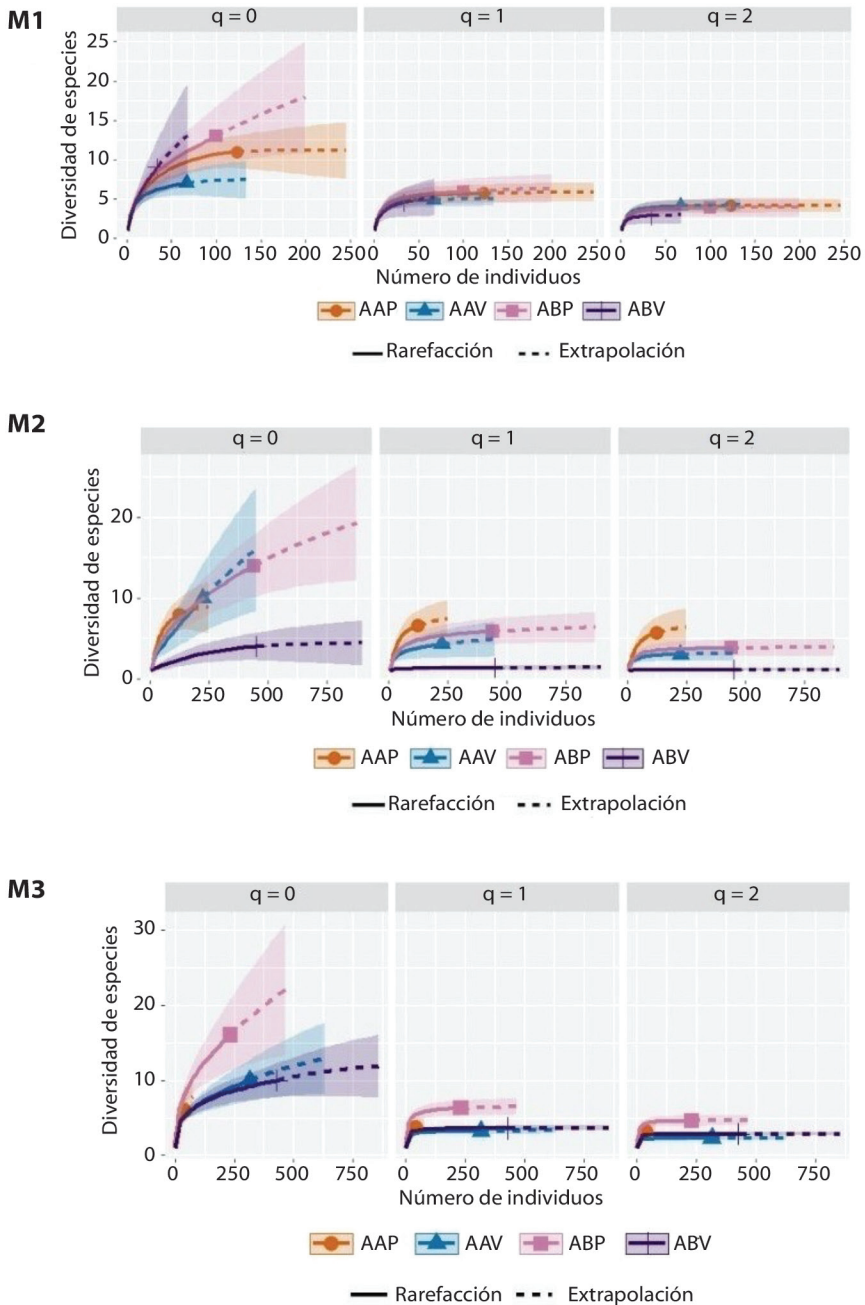 M1
q = 0 q = 1 q = 2
Diversidad de especies
25
20
15
10
5
0
0 50 100 150 200 250 0 50 100 150 200 250 0 50 100 150 200 250
Número de individuos
AAP AAV ABP ABV
Rarefacción Extrapolación
M2
q = 0 q = 1 q = 2
Diversidad de especies
20
10
0
0 250 500 750 0 250 500 750 0 250 500 750
Número de individuos
AAP AAV ABP ABV
Rarefacción Extrapolación
M3
q = 0 q = 1 q = 2
Diversidad de especies
30
20
10
0
0 250 500 750 0 250 500 750 0 250 500 750
Número de individuos
AAP AAV ABP ABV
Rarefacción Extrapolación